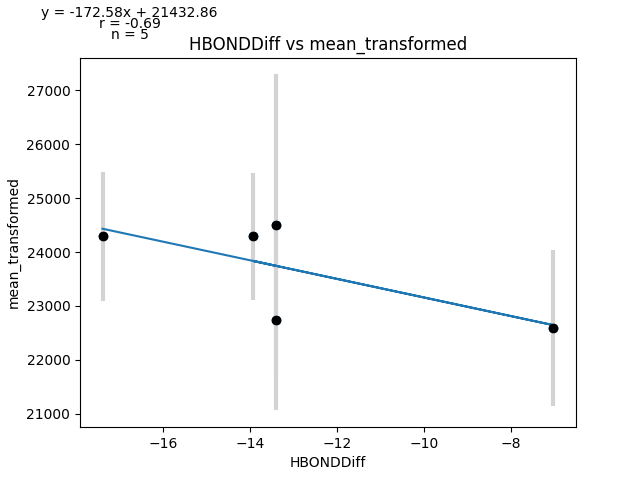 y = -172.58x + 21432.86
r = -0.69
n = 5
HBONDDiff vs mean_transformed
27000
26000
25000
24000
23000
22000
21000
mean_transformed
−16
−14
−12
−10
−8
HBONDDiff